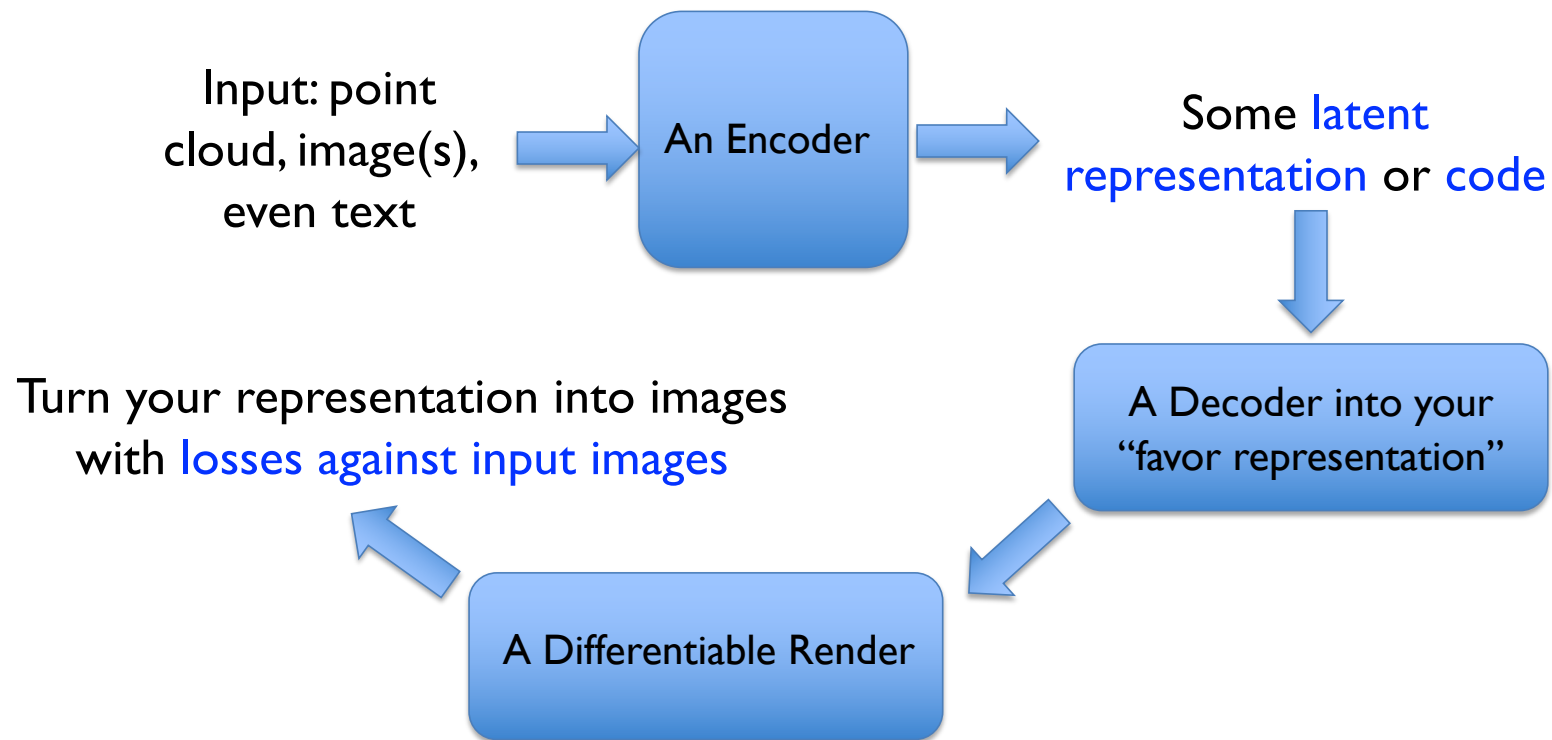 Input: point
cloud, image(s),
even text
An Encoder
Some latent
representation or code
A Decoder into your
“favor representation”
A Differentiable Render
Turn your representation into images
with losses against input images